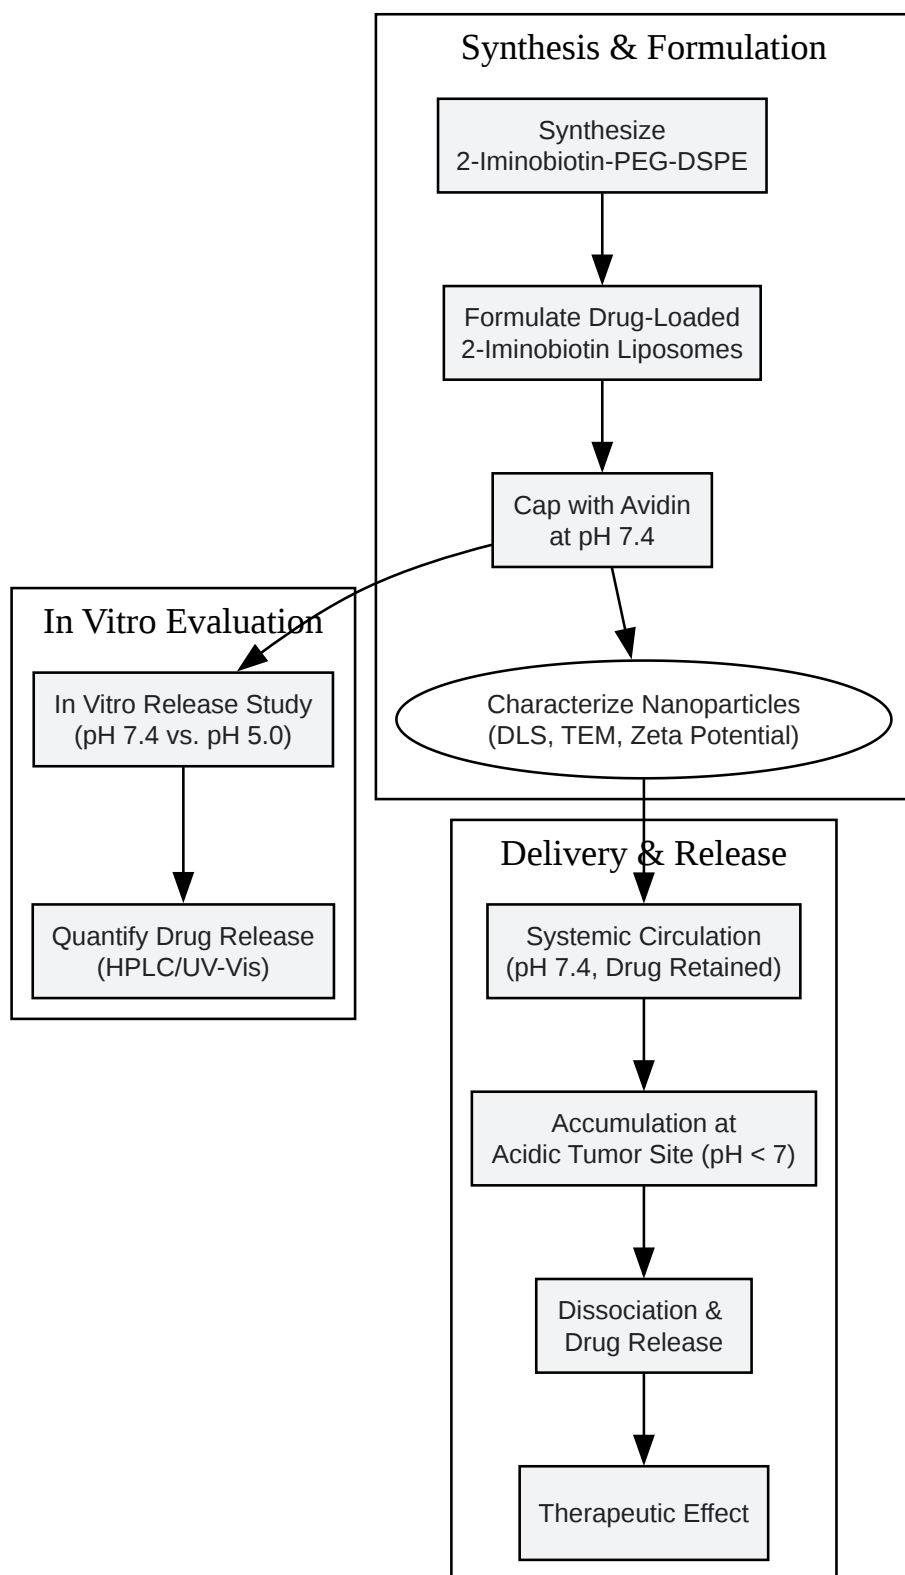 Synthesis & Formulation
Synthesize
2-Iminobiotin-PEG-DSPE
Formulate Drug-Loaded
2-Iminobiotin Liposomes
Cap with Avidin
at pH 7.4
In Vitro Evaluation
In Vitro Release Study
(pH 7.4 vs. pH 5.0)
Characterize Nanoparticles
(DLS, TEM, Zeta Potential)
Quantify Drug Release
(HPLC/UV-Vis)
Delivery & Release
Systemic Circulation
(pH 7.4, Drug Retained)
Accumulation at
Acidic Tumor Site (pH < 7)
Dissociation &
Drug Release
Therapeutic Effect